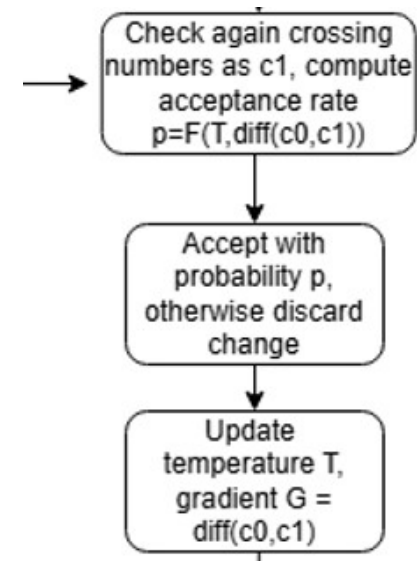 Check again crossing
numbers as c1, compute
acceptance rate
p=F(T,diff(c0,c1))
Accept with
probability p,
otherwise discard
change
Update
temperature T,
gradient G =
diff(c0,c1)